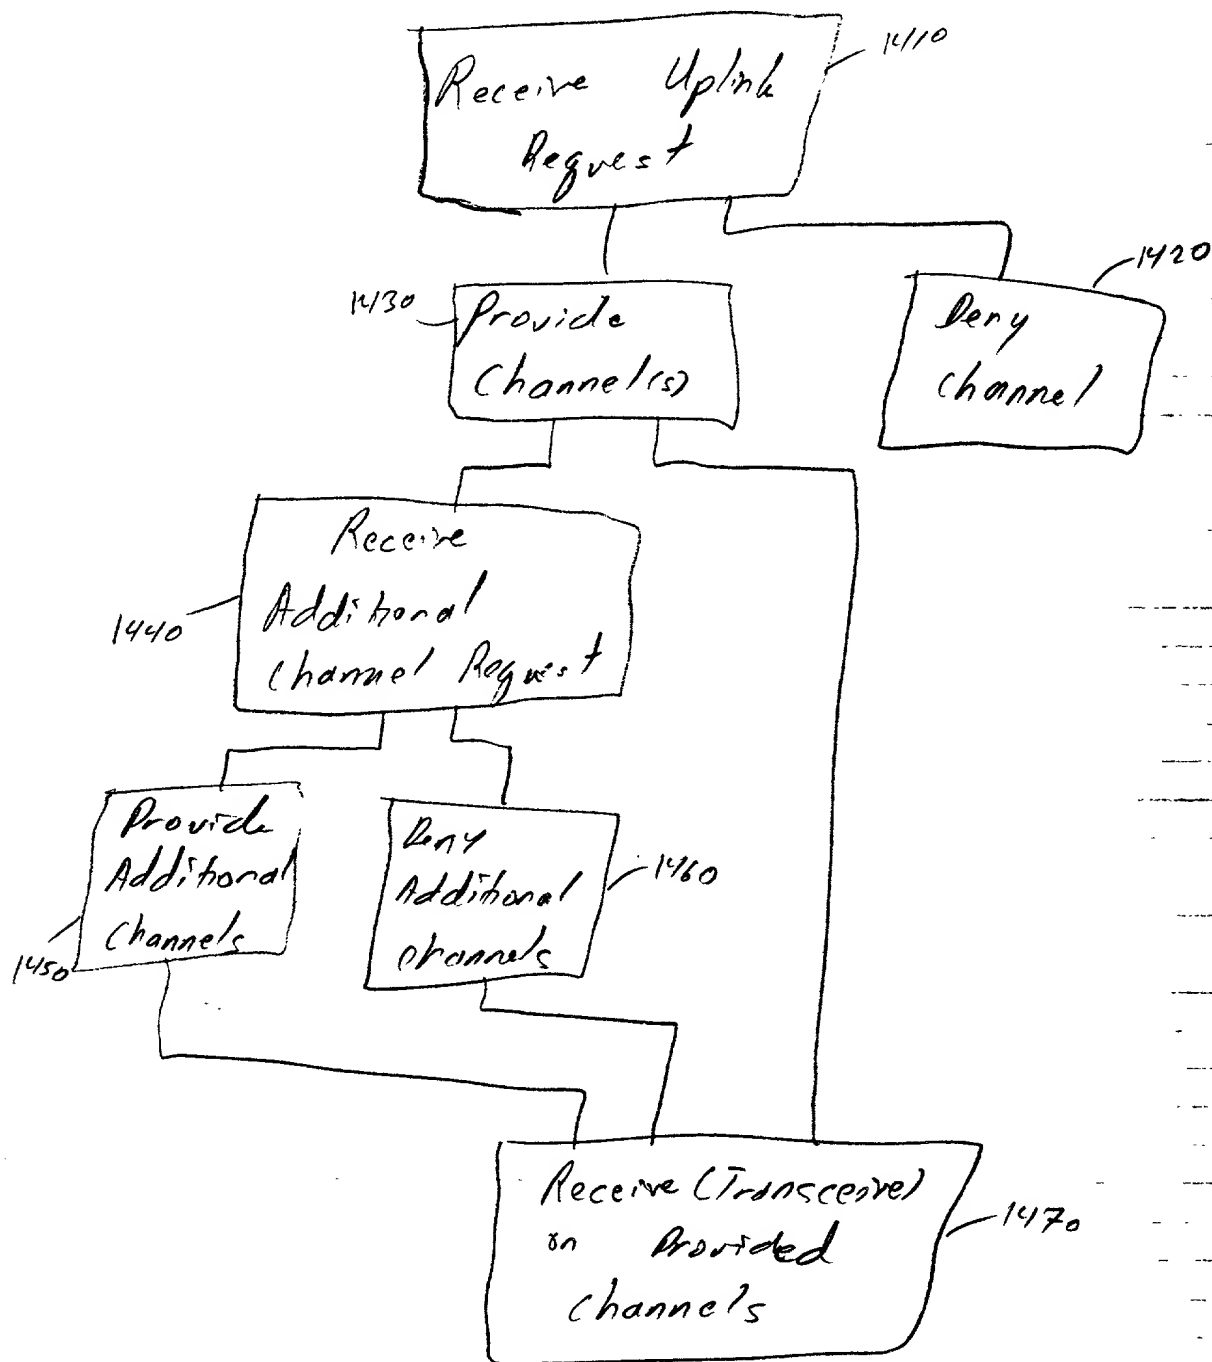 1410
Receive Uplink
Request
1420
Deny
Channel
1430
Provide
Channel(s)
1440
Receive
Additional
Channel Request
1450
Provide
Additional
Channels
1460
Deny
Additional
Channels
Receive (Transceive)
on Provided
Channels
1470